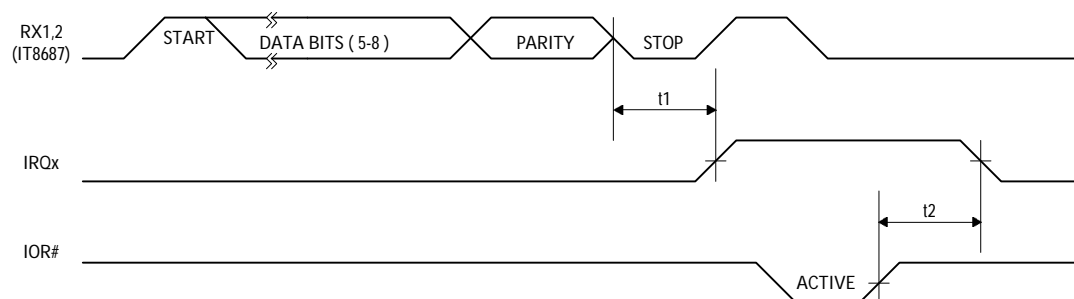 RX1,2
(IT8687)
START
DATA BITS ( 5-8 )
PARITY
STOP
t1
IRQx
t2
IOR#
ACTIVE